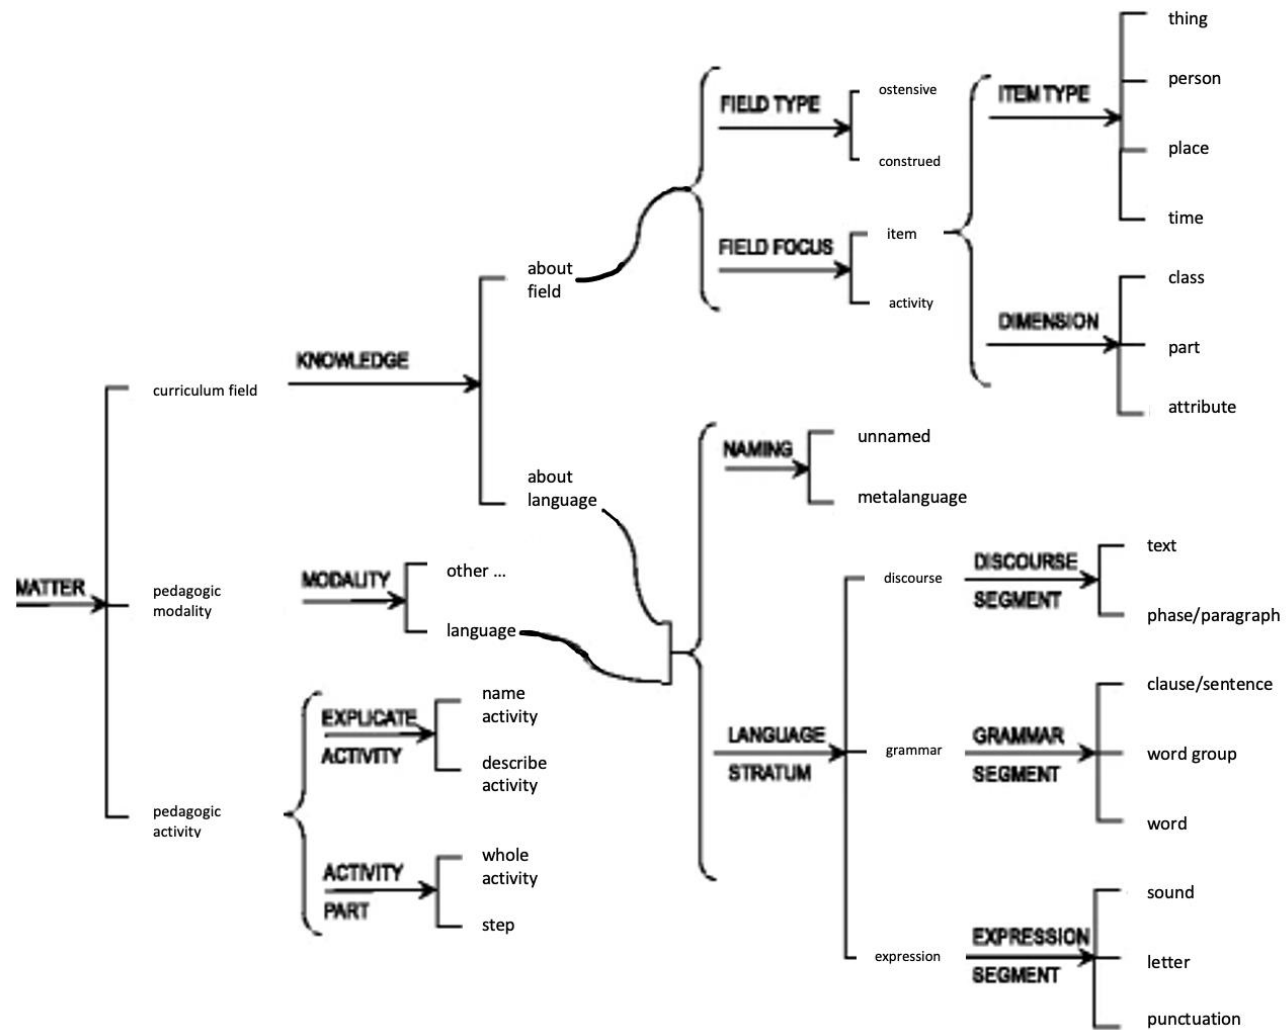 thing
person
place
time
ITEM TYPE
FIELD TYPE
ostensive
construed
FIELD FOCUS
item
activity
class
part
attribute
DIMENSION
about
field
KNOWLEDGE
curriculum field
about
language
NAMING
unnamed
metalanguage
MATTER
pedagogic
modality
MODALITY
other ...
language
discourse
DISCOURSE
SEGMENT
text
phase/paragraph
LANGUAGE
STRATUM
grammar
GRAMMAR
SEGMENT
clause/sentence
word group
word
pedagogic
activity
EXPLICATE
ACTIVITY
name
activity
describe
activity
ACTIVITY
PART
whole
activity
step
expression
EXPRESSION
SEGMENT
sound
letter
punctuation